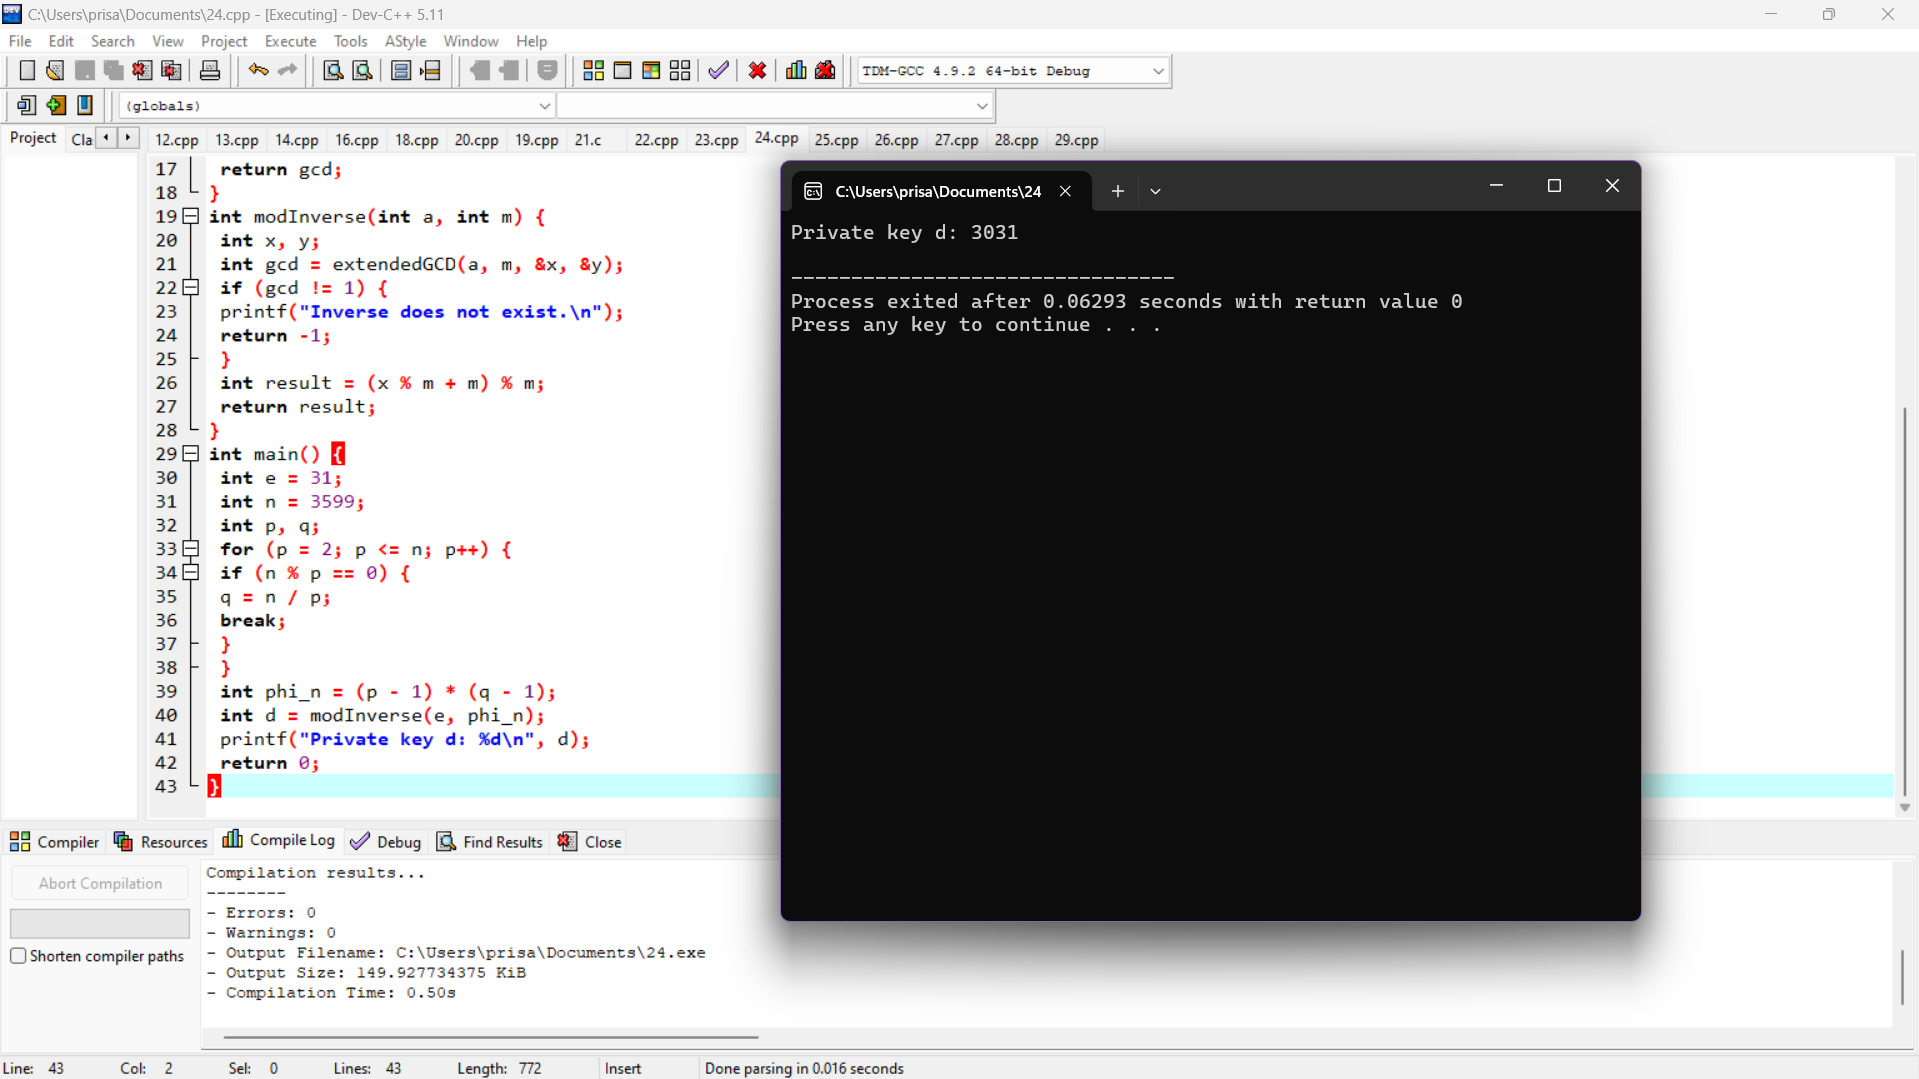 C:\Users\prisa\Documents\24.cpp - [Executing] - Dev-C++ 5.11
File Edit Search View Project Execute Tools AStyle Window Help
TDM-GCC 4.9.2 64-bit Debug
(globals)
Project Cla 12.cpp 13.cpp 14.cpp 16.cpp 18.cpp 20.cpp 19.cpp 21.c 22.cpp 23.cpp 24.cpp 25.cpp 26.cpp 27.cpp 28.cpp 29.cpp
17 return gcd;
18 }
19 int modInverse(int a, int m) {
20 int x, y;
21 int gcd = extendedGCD(a, m, &x, &y);
22 if (gcd != 1) {
23 printf("Inverse does not exist.\n");
24 return -1;
25 }
26 int result = (x % m + m) % m;
27 return result;
28 }
29 int main() {
30 int e = 31;
31 int n = 3599;
32 int p, q;
33 for (p = 2; p <= n; p++) {
34 if (n % p == 0) {
35 q = n / p;
36 break;
37 }
38 }
39 int phi_n = (p - 1) * (q - 1);
40 int d = modInverse(e, phi_n);
41 printf("Private key d: %d\n", d);
42 return 0;
43 }
C:\Users\prisa\Documents\24
Private key d: 3031
--------------------------------
Process exited after 0.06293 seconds with return value 0
Press any key to continue . . .
Compiler Resources Compile Log Debug Find Results Close
Abort Compilation
Shorten compiler paths
Compilation results...
--------
- Errors: 0
- Warnings: 0
- Output Filename: C:\Users\prisa\Documents\24.exe
- Output Size: 149.927734375 KiB
- Compilation Time: 0.50s
Line: 43 Col: 2 Sel: 0 Lines: 43 Length: 772 Insert Done parsing in 0.016 seconds